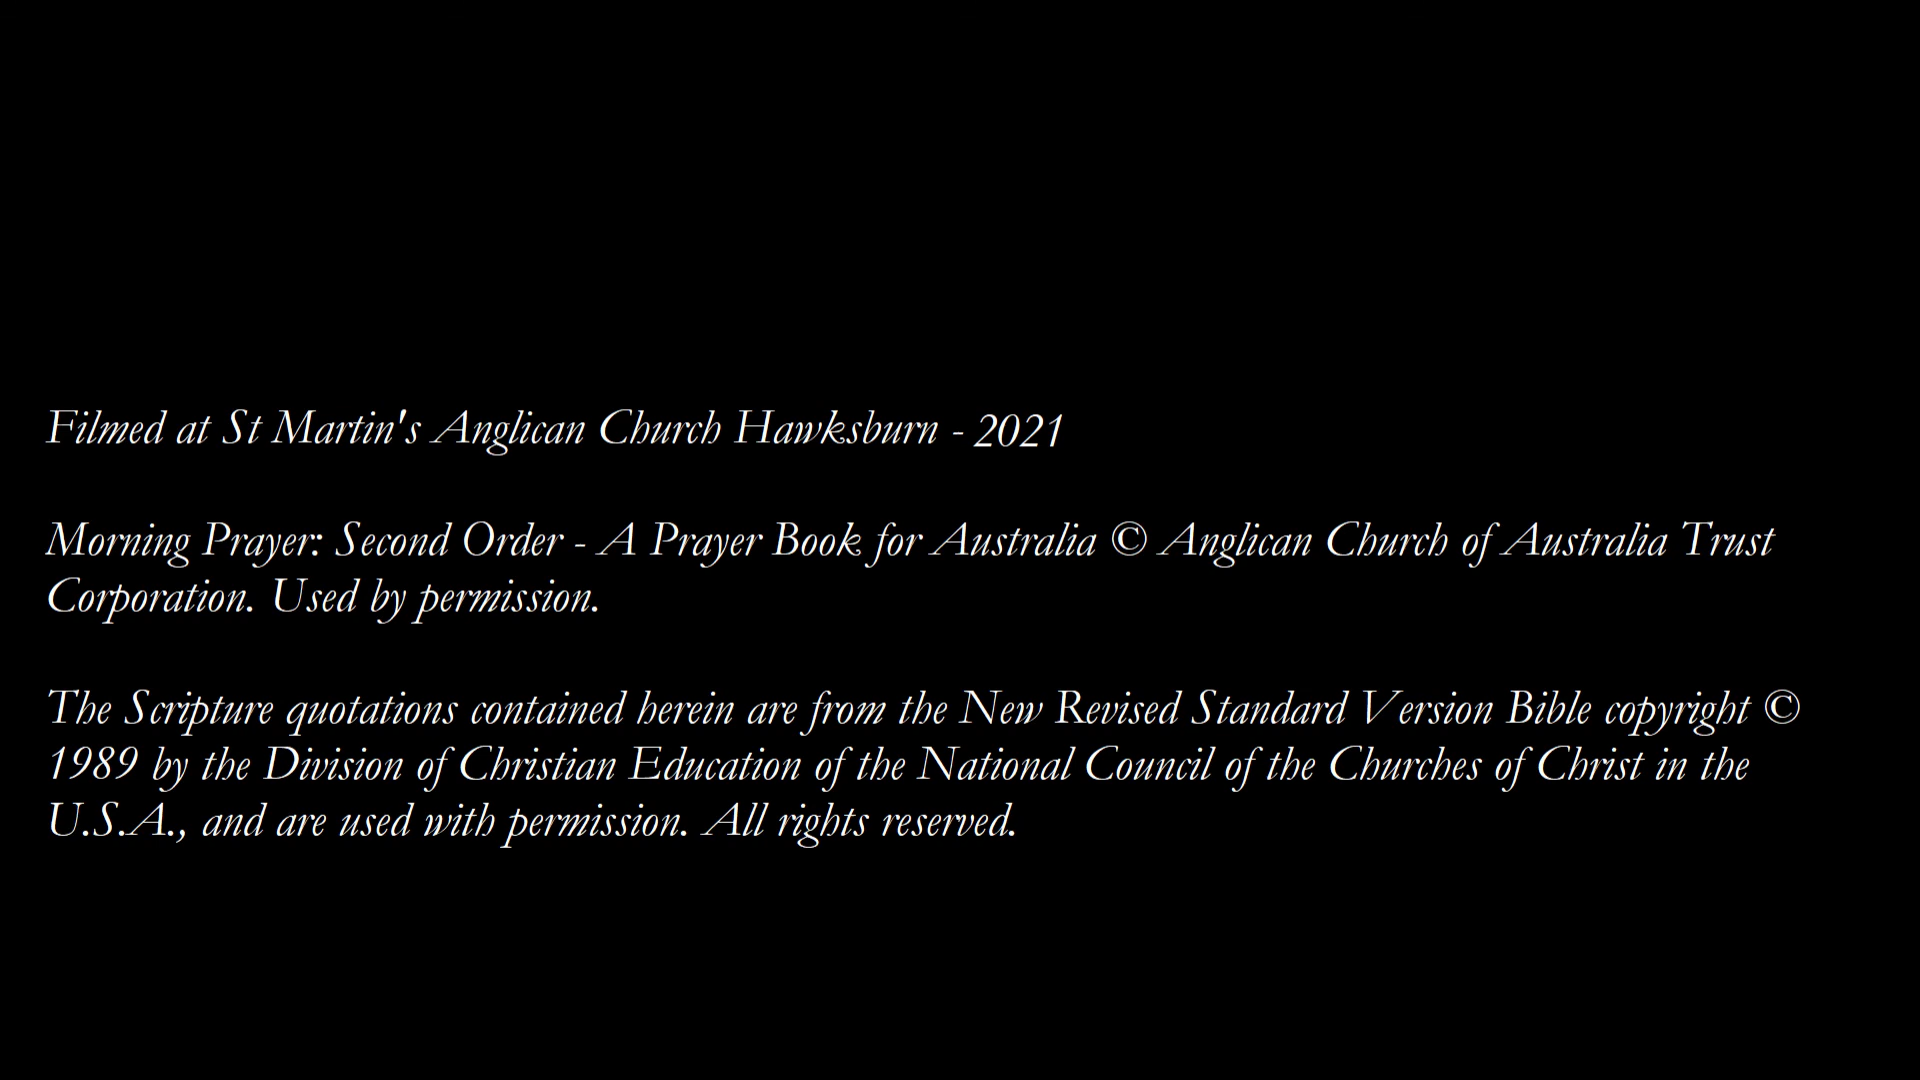 Filmed at St Martin's Anglican Church Hawksburn - 2021
Morning Prayer: Second Order - A Prayer Book for Australia © Anglican Church of Australia Trust
Corporation. Used by permission.
The Scripture quotations contained herein are from the New Revised Standard Version Bible copyright ©
1989 by the Division of Christian Education of the National Council of the Churches of Christ in the
U.S.A., and are used with permission. All rights reserved.